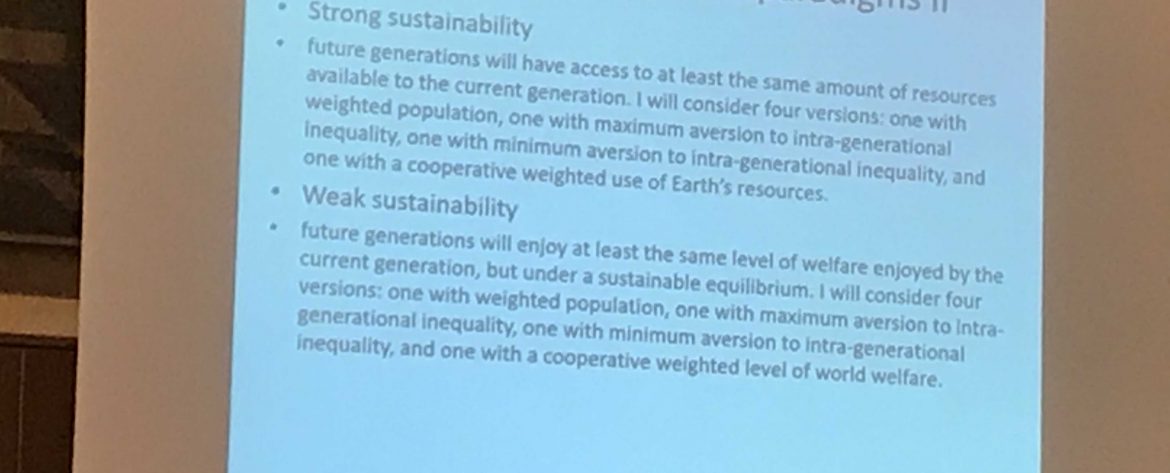 • Strong sustainability
• future generations will have access to at least the same amount of resources
available to the current generation. I will consider four versions: one with
weighted population, one with maximum aversion to intra-generational
inequality, one with minimum aversion to intra-generational inequality, and
one with a cooperative weighted use of Earth's resources.
• Weak sustainability
• future generations will enjoy at least the same level of welfare enjoyed by the
current generation, but under a sustainable equilibrium. I will consider four
versions: one with weighted population, one with maximum aversion to intra-
generational inequality, one with minimum aversion to intra-generational
inequality, and one with a cooperative weighted level of world welfare.